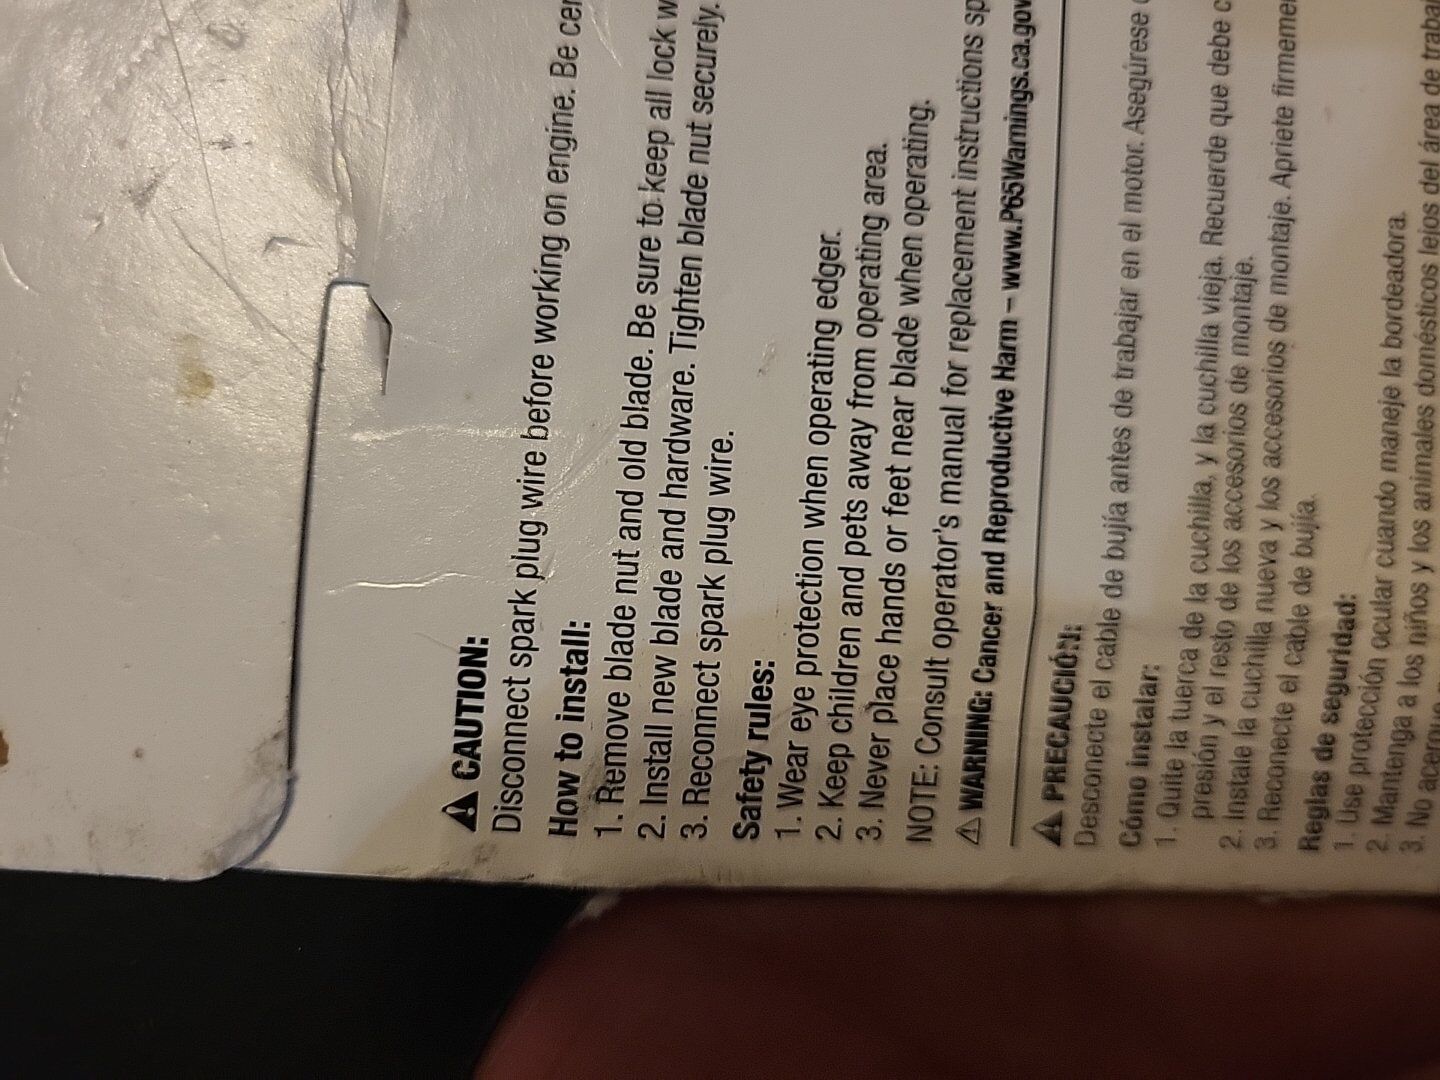 ⚠ CAUTION:
Disconnect spark plug wire before working on engine. Be
How to install:
1. Remove blade nut and old blade. Be sure to keep all lock
2. Install new blade and hardware. Tighten blade nut securely.
3. Reconnect spark plug wire.
Safety rules:
1. Wear eye protection when operating edger.
2. Keep children and pets away from operating area.
3. Never place hands or feet near blade when operating.
NOTE: Consult operator's manual for replacement instructions
⚠ WARNING: Cancer and Reproductive Harm – www.P65Warnings.ca.gov
⚠ PRECAUCIÓN:
Desconecte el cable de bujía antes de trabajar en el motor. Asegúrese
Cómo instalar:
1. Quite la tuerca de la cuchilla, y la cuchilla vieja. Recuerde que debe
presión y el resto de los accesorios de montaje.
2. Instale la cuchilla nueva y los accesorios de montaje. Apriete
3. Reconecte el cable de bujía.
Reglas de seguridad:
1. Use protección ocular cuando maneje la bordeadora.
2. Mantenga a los niños y los animales domésticos lejos del área de
3. No